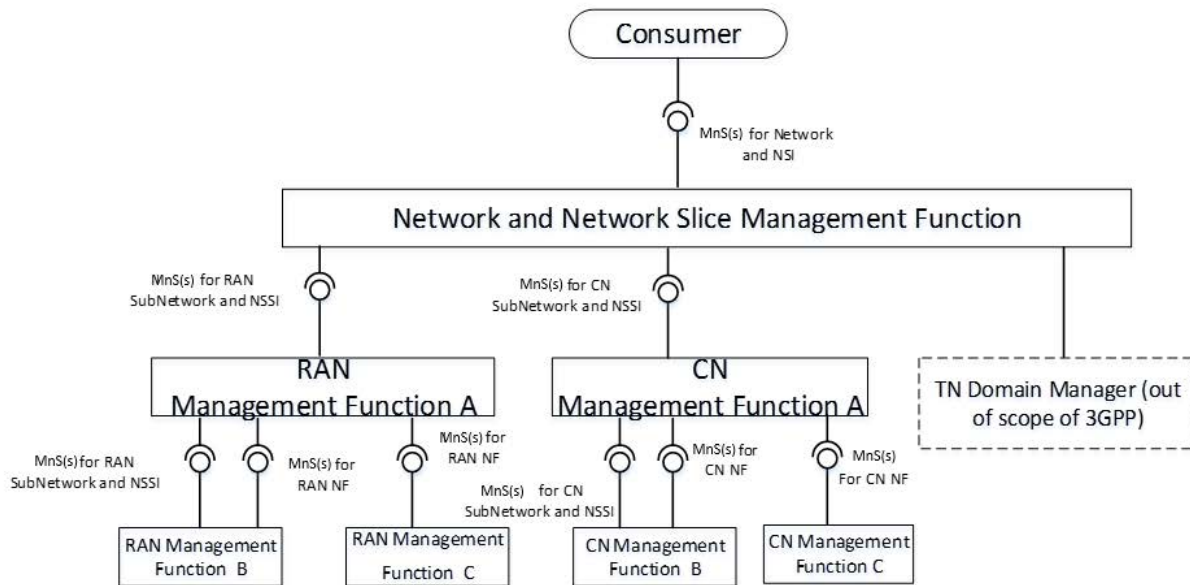 Consumer
MnS(s) for Network
and NSI
Network and Network Slice Management Function
MnS(s) for RAN
SubNetwork and NSSI
MnS(s) for CN
SubNetwork and NSSI
RAN
Management Function A
CN
Management Function A
TN Domain Manager (out
of scope of 3GPP)
MnS(s) for RAN
SubNetwork and NSSI
MnS(s) for
RAN NF
MnS(s) for
RAN NF
MnS(s) for CN
SubNetwork and NSSI
MnS(s) for
CN NF
MnS(s)
For CN NF
RAN Management
Function B
RAN Management
Function C
CN Management
Function B
CN Management
Function C